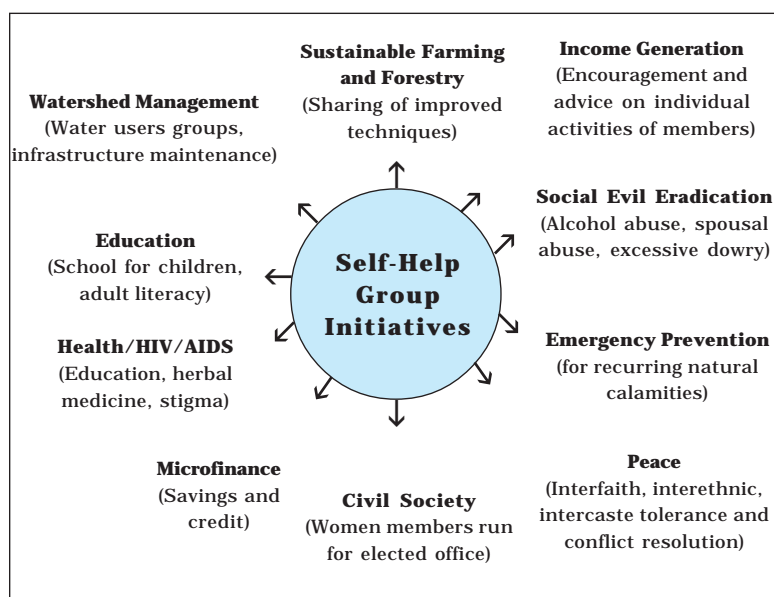 Sustainable Farming
and Forestry
(Sharing of improved
techniques)
Income Generation
(Encouragement and
advice on individual
activities of members)
Watershed Management
(Water users groups,
infrastructure maintenance)
Social Evil Eradication
(Alcohol abuse, spousal
abuse, excessive dowry)
Education
(School for children,
adult literacy)
Self-Help
Group
Initiatives
Health/HIV/AIDS
(Education, herbal
medicine, stigma)
Emergency Prevention
(for recurring natural
calamities)
Microfinance
(Savings and
credit)
Civil Society
(Women members run
for elected office)
Peace
(Interfaith, interethnic,
intercaste tolerance and
conflict resolution)